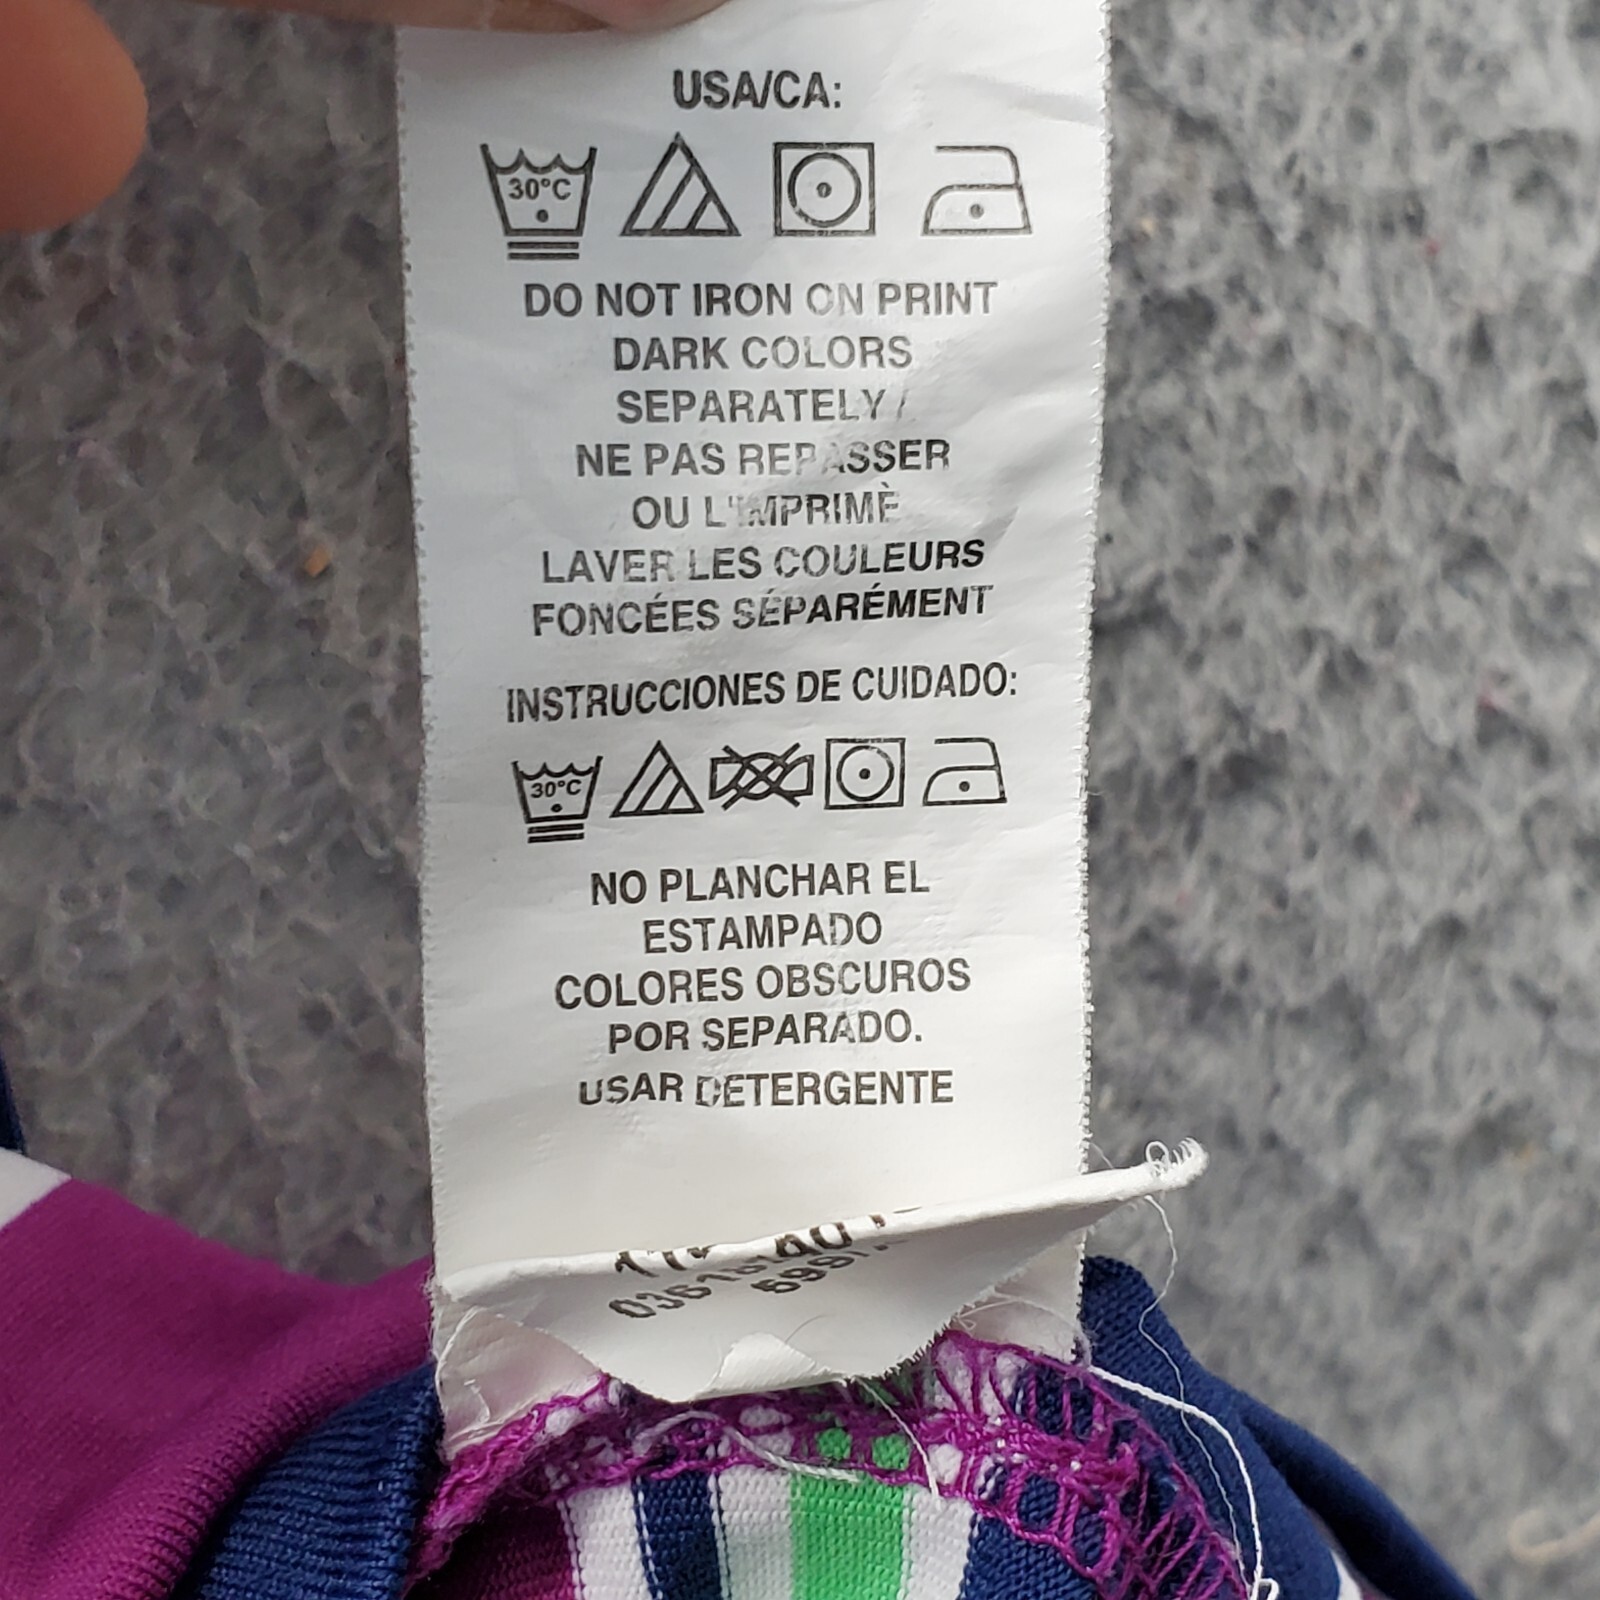 USA/CA:
30°C
DO NOT IRON ON PRINT
DARK COLORS
SEPARATELY /
NE PAS REPASSER
OU L'IMPRIMÈ
LAVER LES COULEURS
FONCÉES SÉPARÉMENT
INSTRUCCIONES DE CUIDADO:
30°C
NO PLANCHAR EL
ESTAMPADO
COLORES OBSCUROS
POR SEPARADO.
USAR DETERGENTE